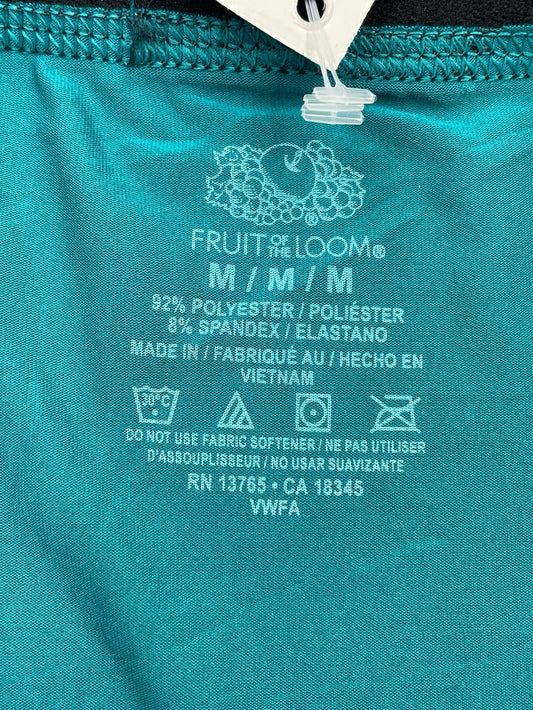 FRUIT OF THE LOOM®
M / M / M
92% POLYESTER / POLIÉSTER
8% SPANDEX / ELASTANO
MADE IN / FABRIQUÉ AU / HECHO EN
VIETNAM
30°C
DO NOT USE FABRIC SOFTENER / NE PAS UTILISER
D'ASSOUPLISSEUR / NO USAR SUAVIZANTE
RN 13765 • CA 18345
VWFA